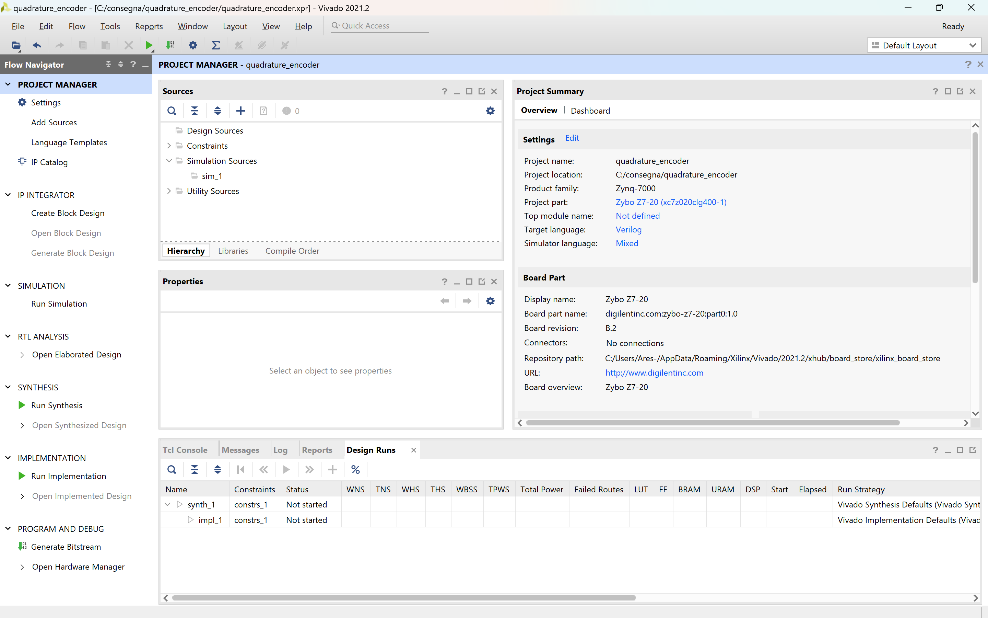 quadrature_encoder - [C:/consegna/quadrature_encoder/quadrature_encoder.xpr] - Vivado 2021.2
File Edit Flow Tools Reports Window Layout View Help Quick Access Ready
Default Layout
Flow Navigator
PROJECT MANAGER
Settings
Add Sources
Language Templates
IP Catalog
IP INTEGRATOR
Create Block Design
Open Block Design
Generate Block Design
SIMULATION
Run Simulation
RTL ANALYSIS
Open Elaborated Design
SYNTHESIS
Run Synthesis
Open Synthesized Design
IMPLEMENTATION
Run Implementation
Open Implemented Design
PROGRAM AND DEBUG
Generate Bitstream
Open Hardware Manager
PROJECT MANAGER - quadrature_encoder
Sources
0
Design Sources
Constraints
Simulation Sources
sim_1
Utility Sources
Hierarchy Libraries Compile Order
Properties
Select an object to see properties
Project Summary
Overview | Dashboard
Settings Edit
Project name: quadrature_encoder
Project location: C:/consegna/quadrature_encoder
Product family: Zynq-7000
Project part: Zybo Z7-20 (xc7z020clg400-1)
Top module name: Not defined
Target language: Verilog
Simulator language: Mixed
Board Part
Display name: Zybo Z7-20
Board part name: digilentinc.com:zybo-z7-20:part0:1.0
Board revision: B.2
Connectors: No connections
Repository path: C:/Users/Ares-/AppData/Roaming/Xilinx/Vivado/2021.2/xhub/board_store/xilinx_board_store
URL: http://www.digilentinc.com
Board overview: Zybo Z7-20
Tcl Console Messages Log Reports Design Runs
Name Constraints Status WNS TNS WHS THS WBSS TPWS Total Power Failed Routes LUT FF BRAM URAM DSP Start Elapsed Run Strategy
synth_1 constrs_1 Not started Vivado Synthesis Defaults (Vivado Synt
impl_1 constrs_1 Not started Vivado Implementation Defaults (Vivac